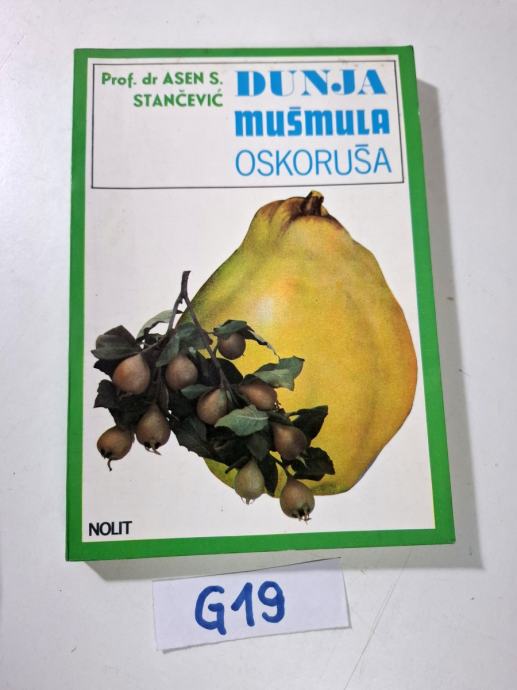 Prof. dr ASEN S.
STANČEVIĆ
DUNJA
MUŠMULA
OSKORUŠA
NOLIT
G19